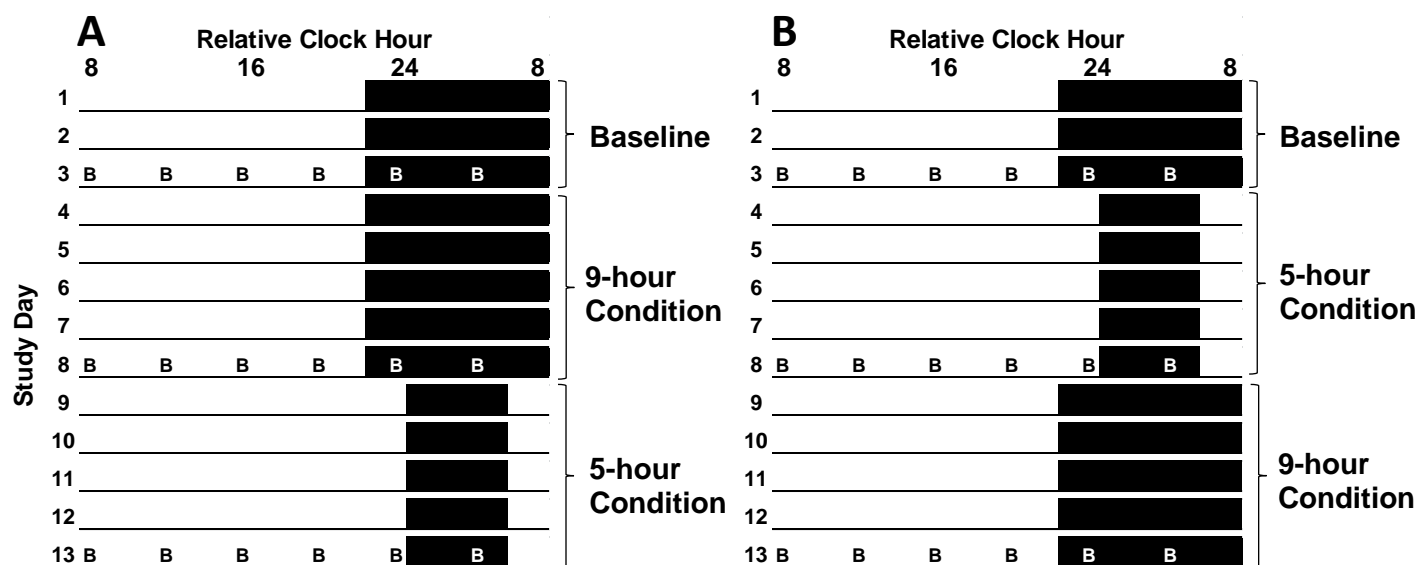 A
Relative Clock Hour
8 16 24 8
1
2
3 B B B B B B
Baseline
4
5
6
7
8 B B B B B B
9-hour
Condition
9
10
11
12
13 B B B B B B
5-hour
Condition
Study Day
B
Relative Clock Hour
8 16 24 8
1
2
3 B B B B B B
Baseline
4
5
6
7
8 B B B B B B
5-hour
Condition
9
10
11
12
13 B B B B B B
9-hour
Condition